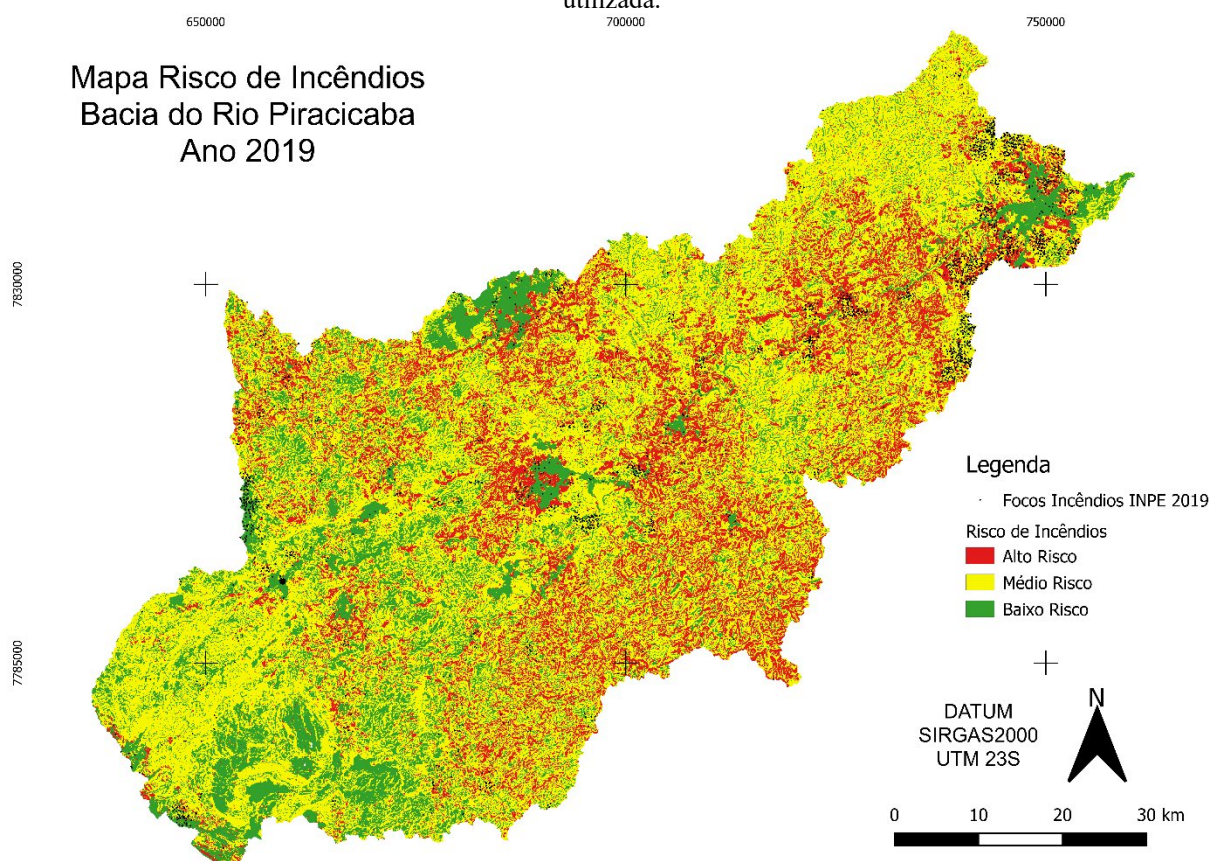 utilizada.
650000
700000
750000
Mapa Risco de Incêndios
Bacia do Rio Piracicaba
Ano 2019
7830000
Legenda
Focos Incêndios INPE 2019
Risco de Incêndios
Alto Risco
Médio Risco
Baixo Risco
7785000
DATUM
SIRGAS2000
UTM 23S
N
0 10 20 30 km